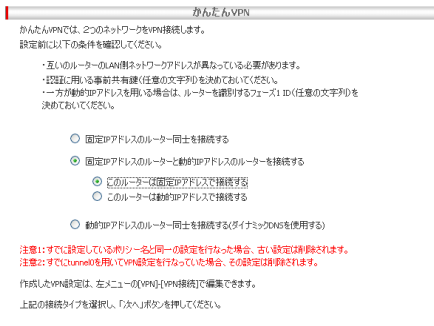 かんたんVPN
かんたんVPNでは、2つのネットワークをVPN接続します。
設定前に以下の条件を確認してください。
・互いのルーターのLAN側ネットワークアドレスが異なっている必要があります。
・認証に用いる事前共有鍵(任意の文字列)を決めておいてください。
・一方が動的IPアドレスを用いる場合は、ルーターを識別するフェーズ1 ID(任意の文字列)を
決めておいてください。
固定IPアドレスのルーター同士を接続する
固定IPアドレスのルーターと動的IPアドレスのルーターを接続する
このルーターは固定IPアドレスで接続する
このルーターは動的IPアドレスで接続する
動的IPアドレスのルーター同士を接続する(ダイナミックDNSを使用する)
注意1:すでに設定しているポリシー名と同一の設定を行なった場合、古い設定は削除されます。
注意2:すでにtunnel0を用いてVPN設定を行なっていた場合、その設定は削除されます。
作成したVPN設定は、左メニューの[VPN]-[VPN接続]で編集できます。
上記の接続タイプを選択し、「次へ」ボタンを押してください。